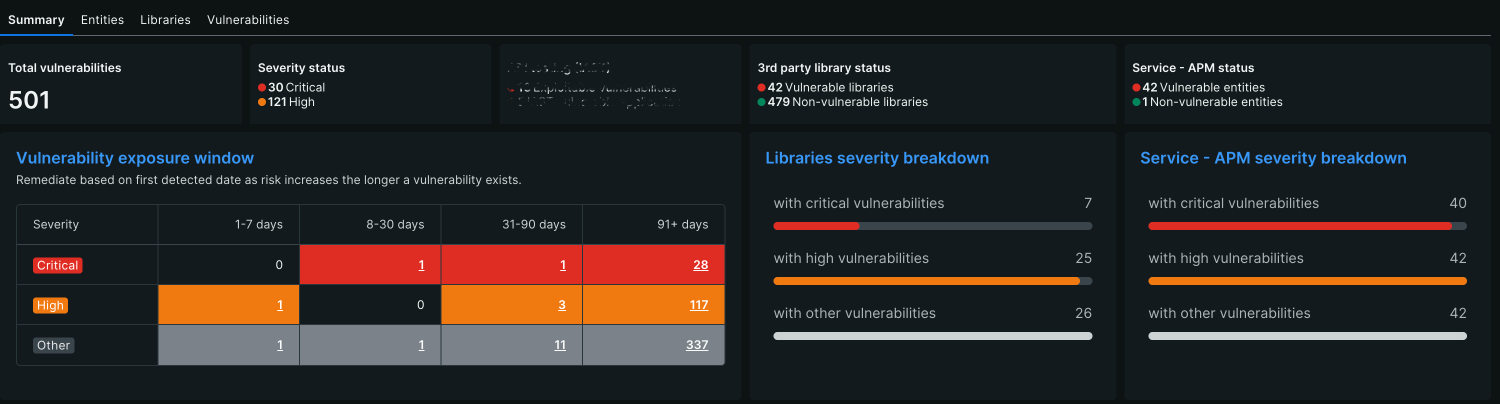 Summary Entities Libraries Vulnerabilities
Total vulnerabilities
501
Severity status
30 Critical
121 High
3rd party library status
42 Vulnerable libraries
479 Non-vulnerable libraries
Service - APM status
42 Vulnerable entities
1 Non-vulnerable entities
Vulnerability exposure window
Remediate based on first detected date as risk increases the longer a vulnerability exists.
Severity 1-7 days 8-30 days 31-90 days 91+ days
Critical 0 1 1 28
High 1 0 3 117
Other 1 1 11 337
Libraries severity breakdown
with critical vulnerabilities 7
with high vulnerabilities 25
with other vulnerabilities 26
Service - APM severity breakdown
with critical vulnerabilities 40
with high vulnerabilities 42
with other vulnerabilities 42